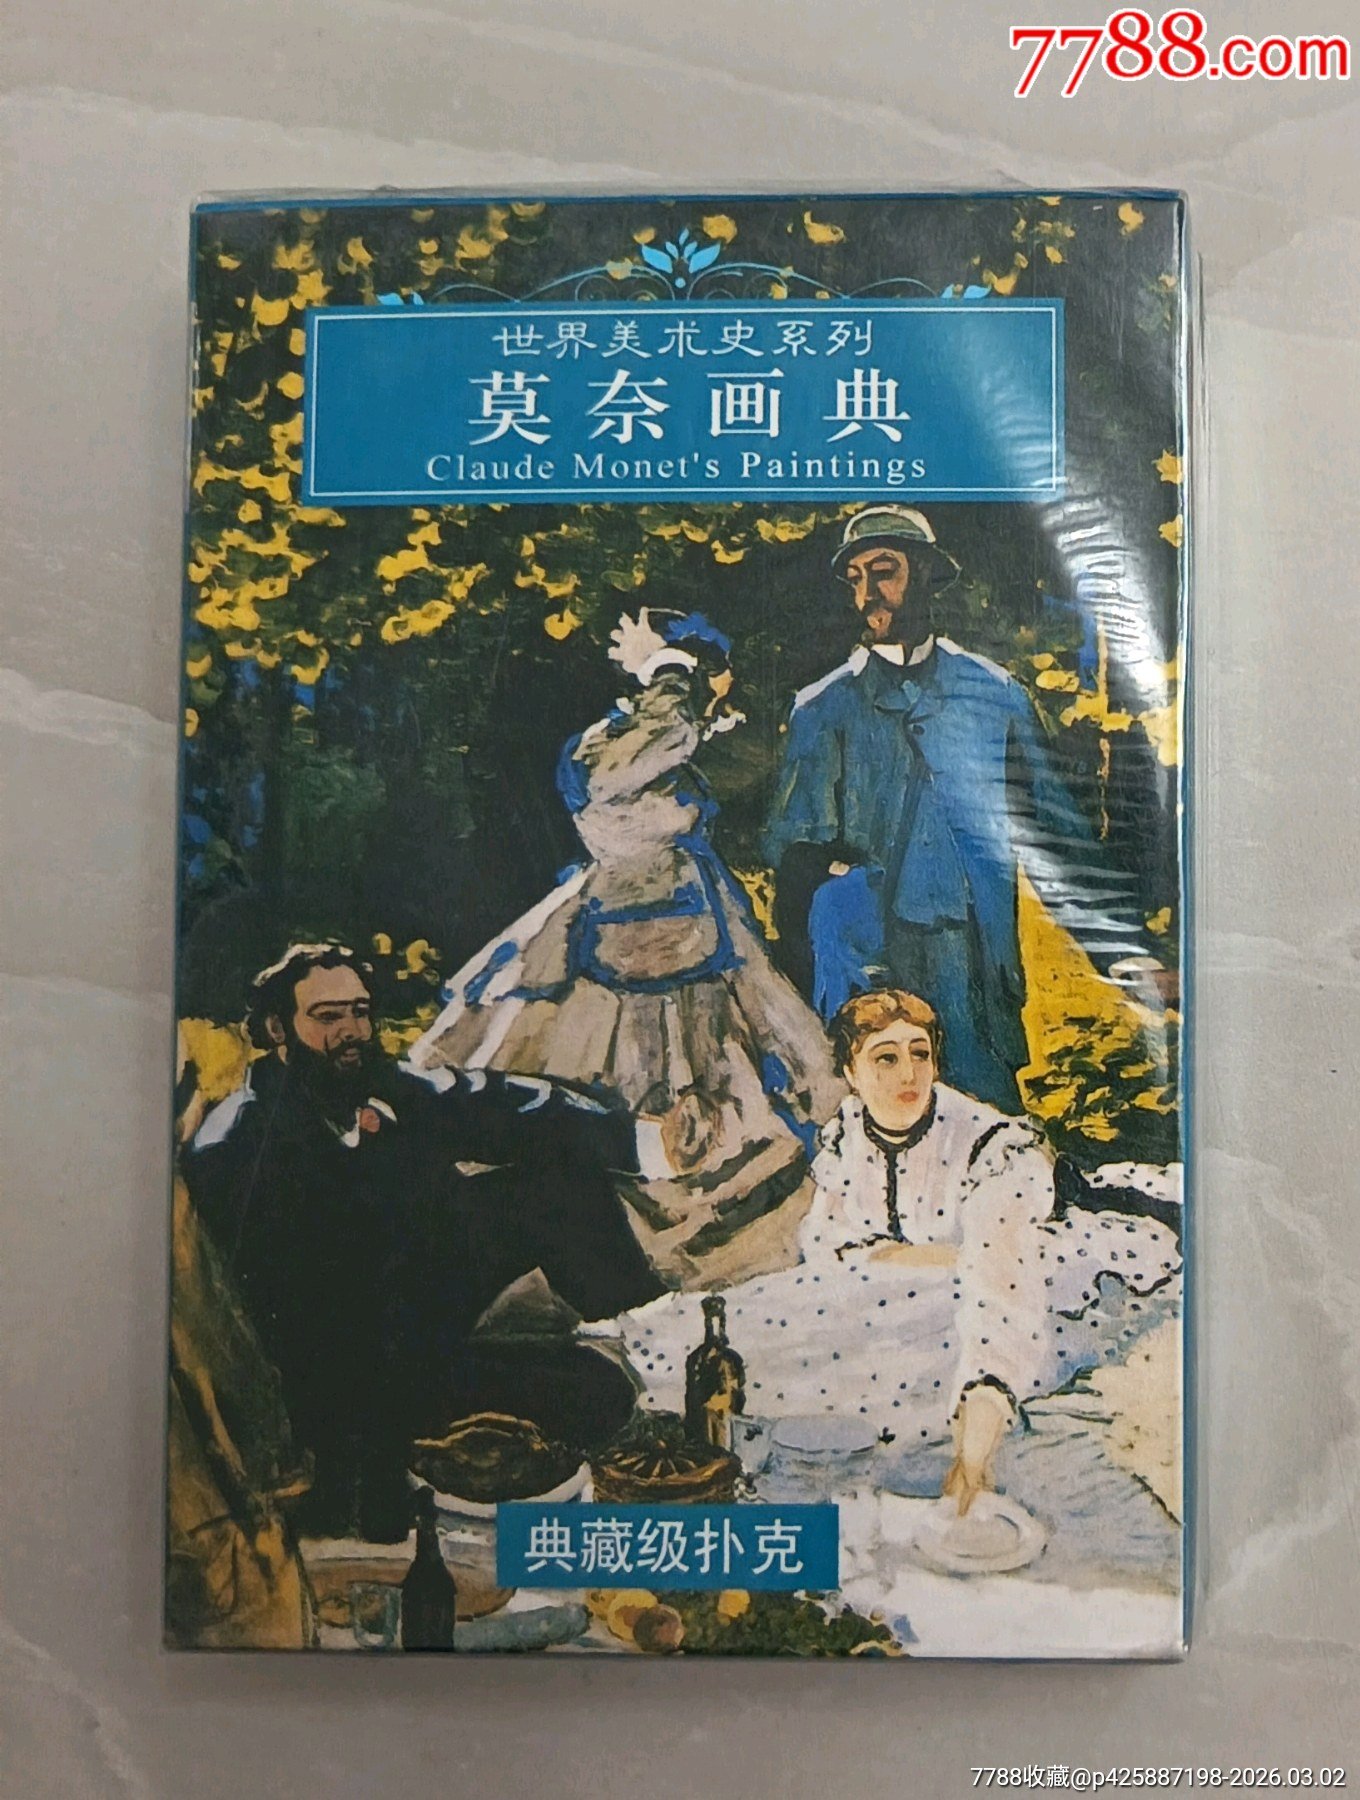 7788.com
世界美术史系列
莫奈画典
Claude Monet's Paintings
典藏级扑克
7788收藏@p425887198-2026.03.02